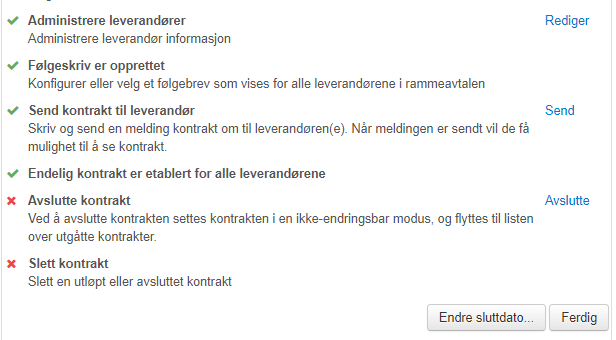 Administrere leverandører Rediger
Administrere leverandør informasjon
Følgeskriv er opprettet
Konfigurer eller velg et følgebrev som vises for alle leverandørene i rammeavtalen
Send kontrakt til leverandør Send
Skriv og send en melding kontrakt om til leverandøren(e). Når meldingen er sendt vil de få
mulighet til å se kontrakt.
Endelig kontrakt er etablert for alle leverandørene
Avslutte kontrakt Avslutte
Ved å avslutte kontrakten settes kontrakten i en ikke-endringsbar modus, og flyttes til listen
over utgåtte kontrakter.
Slett kontrakt
Slett en utløpt eller avsluttet kontrakt
Endre sluttdato... Ferdig